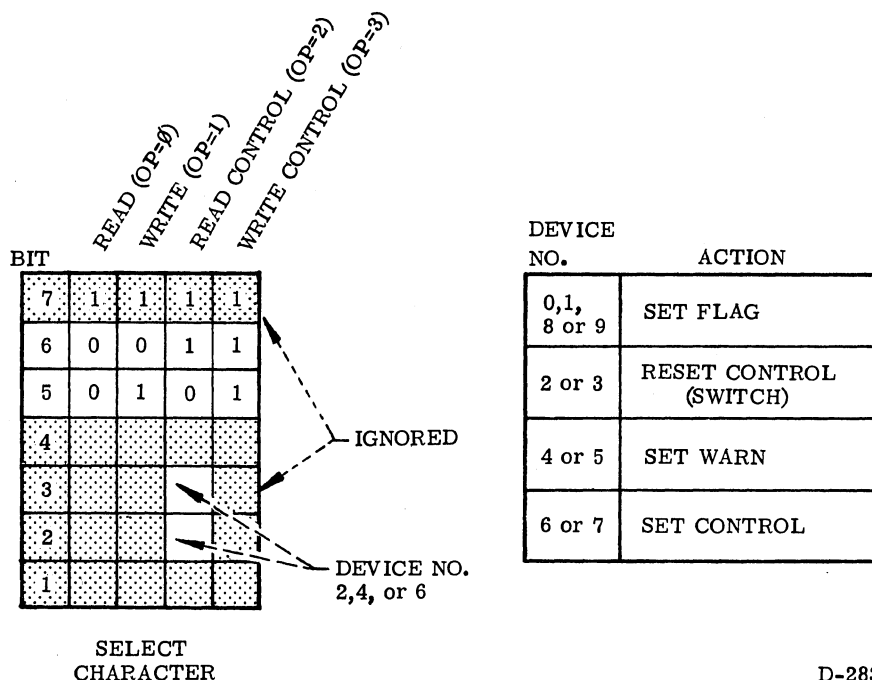 READ (OP=Ø)
WRITE (OP=1)
READ CONTROL (OP=2)
WRITE CONTROL (OP=3)
BIT
7 1 1 1 1
6 0 0 1 1
5 0 1 0 1
4
3
2
1
IGNORED
DEVICE NO.
2,4, or 6
SELECT
CHARACTER
DEVICE
NO. ACTION
0,1,
8 or 9 SET FLAG
2 or 3 RESET CONTROL
(SWITCH)
4 or 5 SET WARN
6 or 7 SET CONTROL
D-283